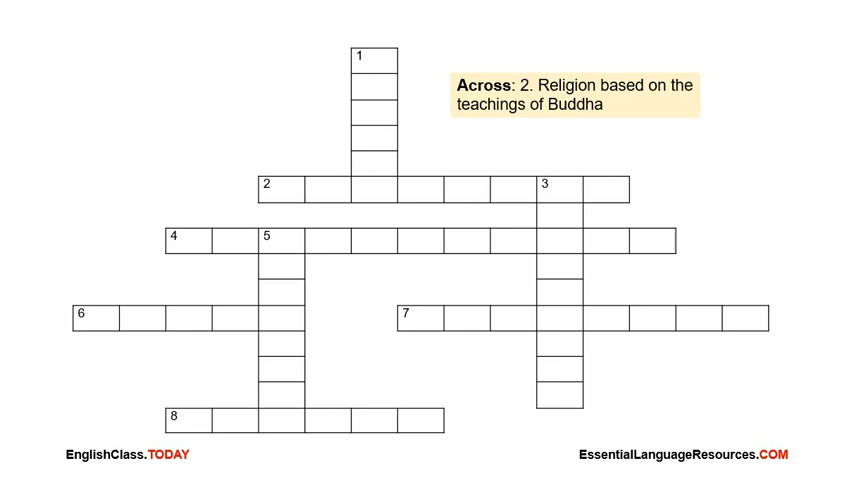 1
Across: 2. Religion based on the
teachings of Buddha
2
3
4
5
6
7
8
EnglishClass.TODAY
EssentialLanguageResources.COM